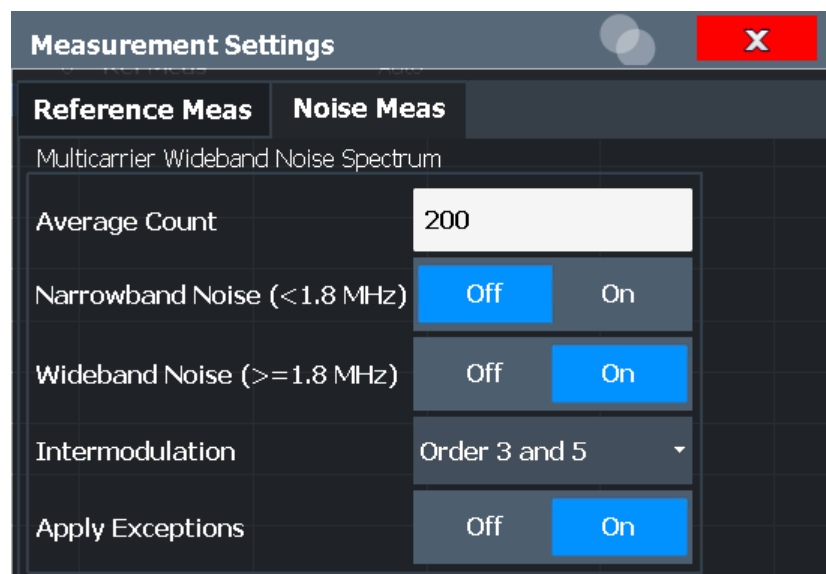 Measurement Settings
X
Reference Meas Noise Meas
Multicarrier Wideband Noise Spectrum
Average Count 200
Narrowband Noise (<1.8 MHz) Off On
Wideband Noise (>=1.8 MHz) Off On
Intermodulation Order 3 and 5
Apply Exceptions Off On